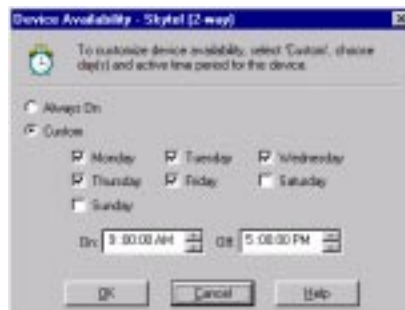 Device Availability - Skytel (2-way)
To customize device availability, select 'Custom', choose
day(s) and active time period for the device.
Always On
Custom
Monday Tuesday Wednesday
Thursday Friday Saturday
Sunday
On: 9:00:00 AM Off: 5:00:00 PM
OK Cancel Help